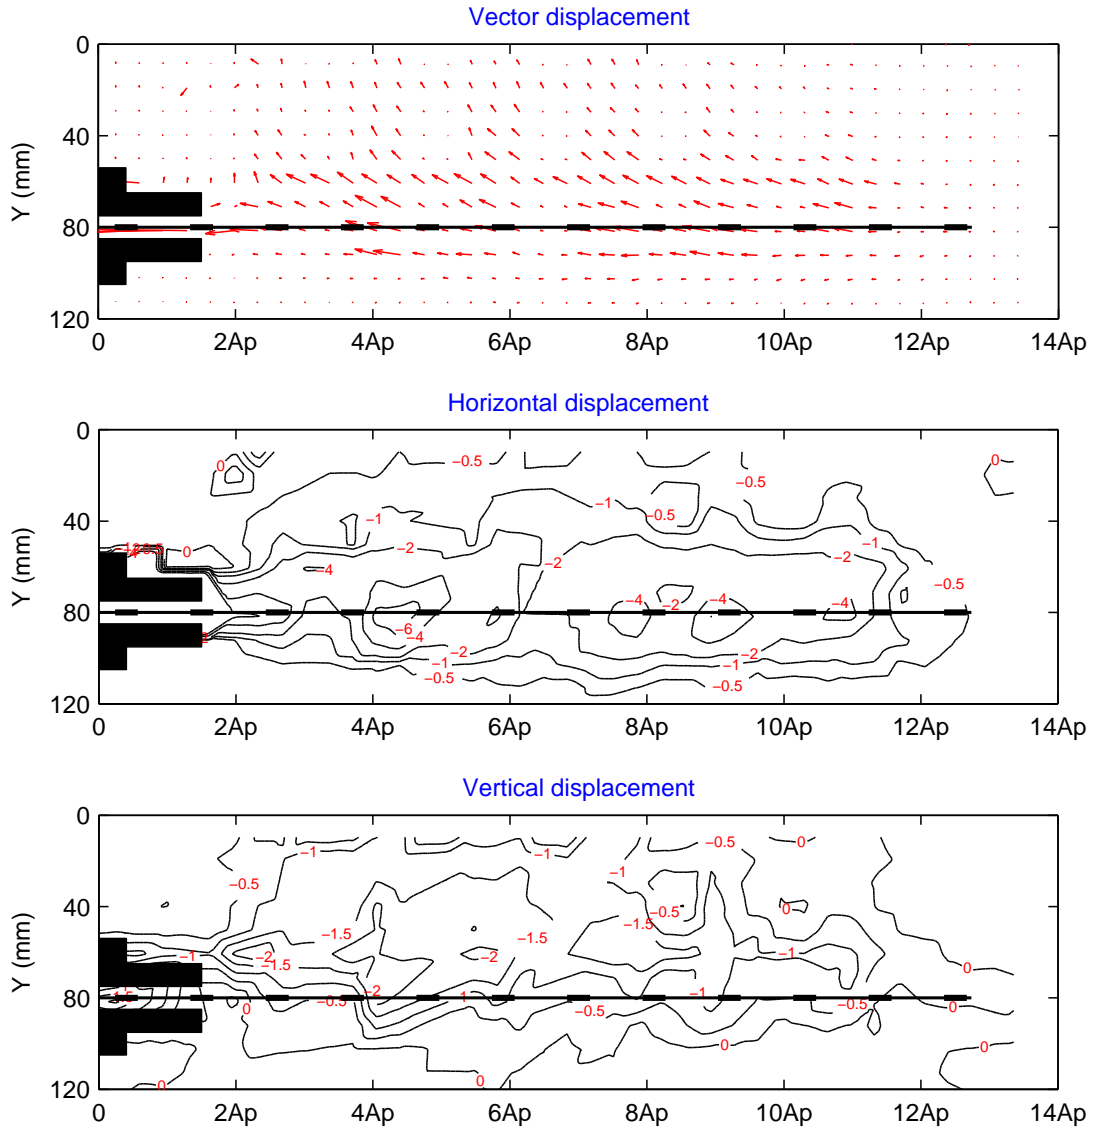 Vector displacement
0
40
80
120
Y (mm)
0 2Ap 4Ap 6Ap 8Ap 10Ap 12Ap 14Ap
Horizontal displacement
0
40
80
120
0 −0.5 0
−1 −0.5 −1 −0.5
0 −2 −2 −1
−4 −2 −0.5
−4 −2 −4 −4
−6
−4
−2 −2 −2
−1 −1
−0.5 −0.5
Y (mm)
0 2Ap 4Ap 6Ap 8Ap 10Ap 12Ap 14Ap
Vertical displacement
0
40
80
120
−1 −1 −0.5 0
−0.5 −1
−0.5 0 0
−1.5 −1.5 −1.5
−1 −2 −2 −1 −1
−1.5 0
−2 −1
0 −0.5 −0.5 −0.5 0
0 0
0 0
Y (mm)
0 2Ap 4Ap 6Ap 8Ap 10Ap 12Ap 14Ap